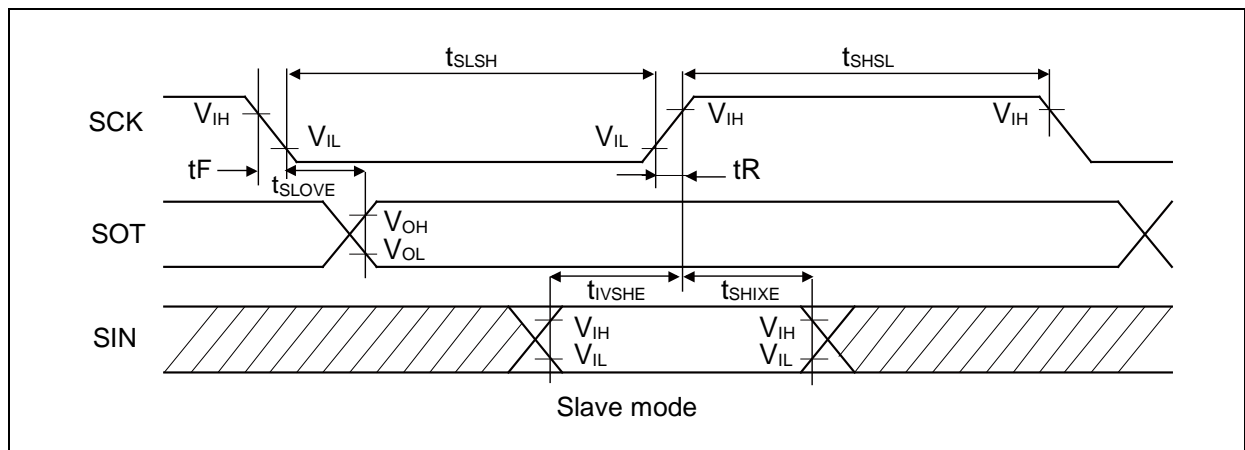 tSLSH
tSHSL
SCK
VIH
VIL
VIL
VIH
VIH
tF
tSLOVE
tR
SOT
VOH
VOL
tIVSHE
tSHIXE
SIN
VIH
VIL
VIH
VIL
Slave mode